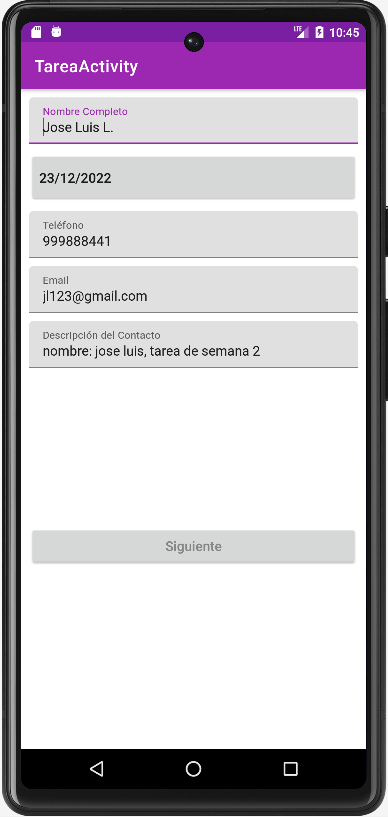 LTE 10:45
TareaActivity
Nombre Completo
Jose Luis L.
23/12/2022
Teléfono
999888441
Email
jl123@gmail.com
Descripción del Contacto
nombre: jose luis, tarea de semana 2
Siguiente